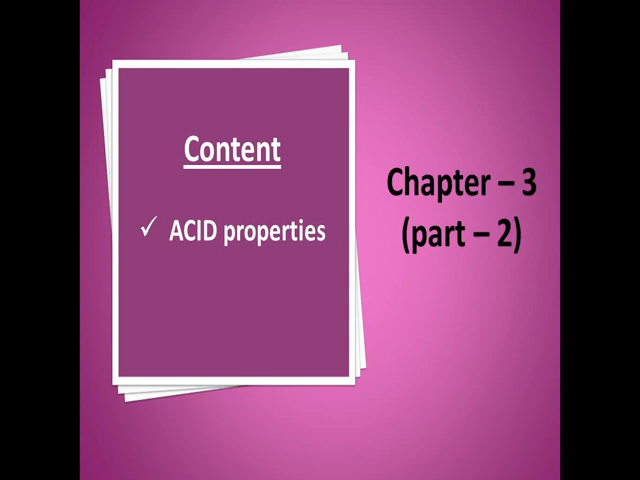 Content
✓ ACID properties
Chapter – 3
(part – 2)